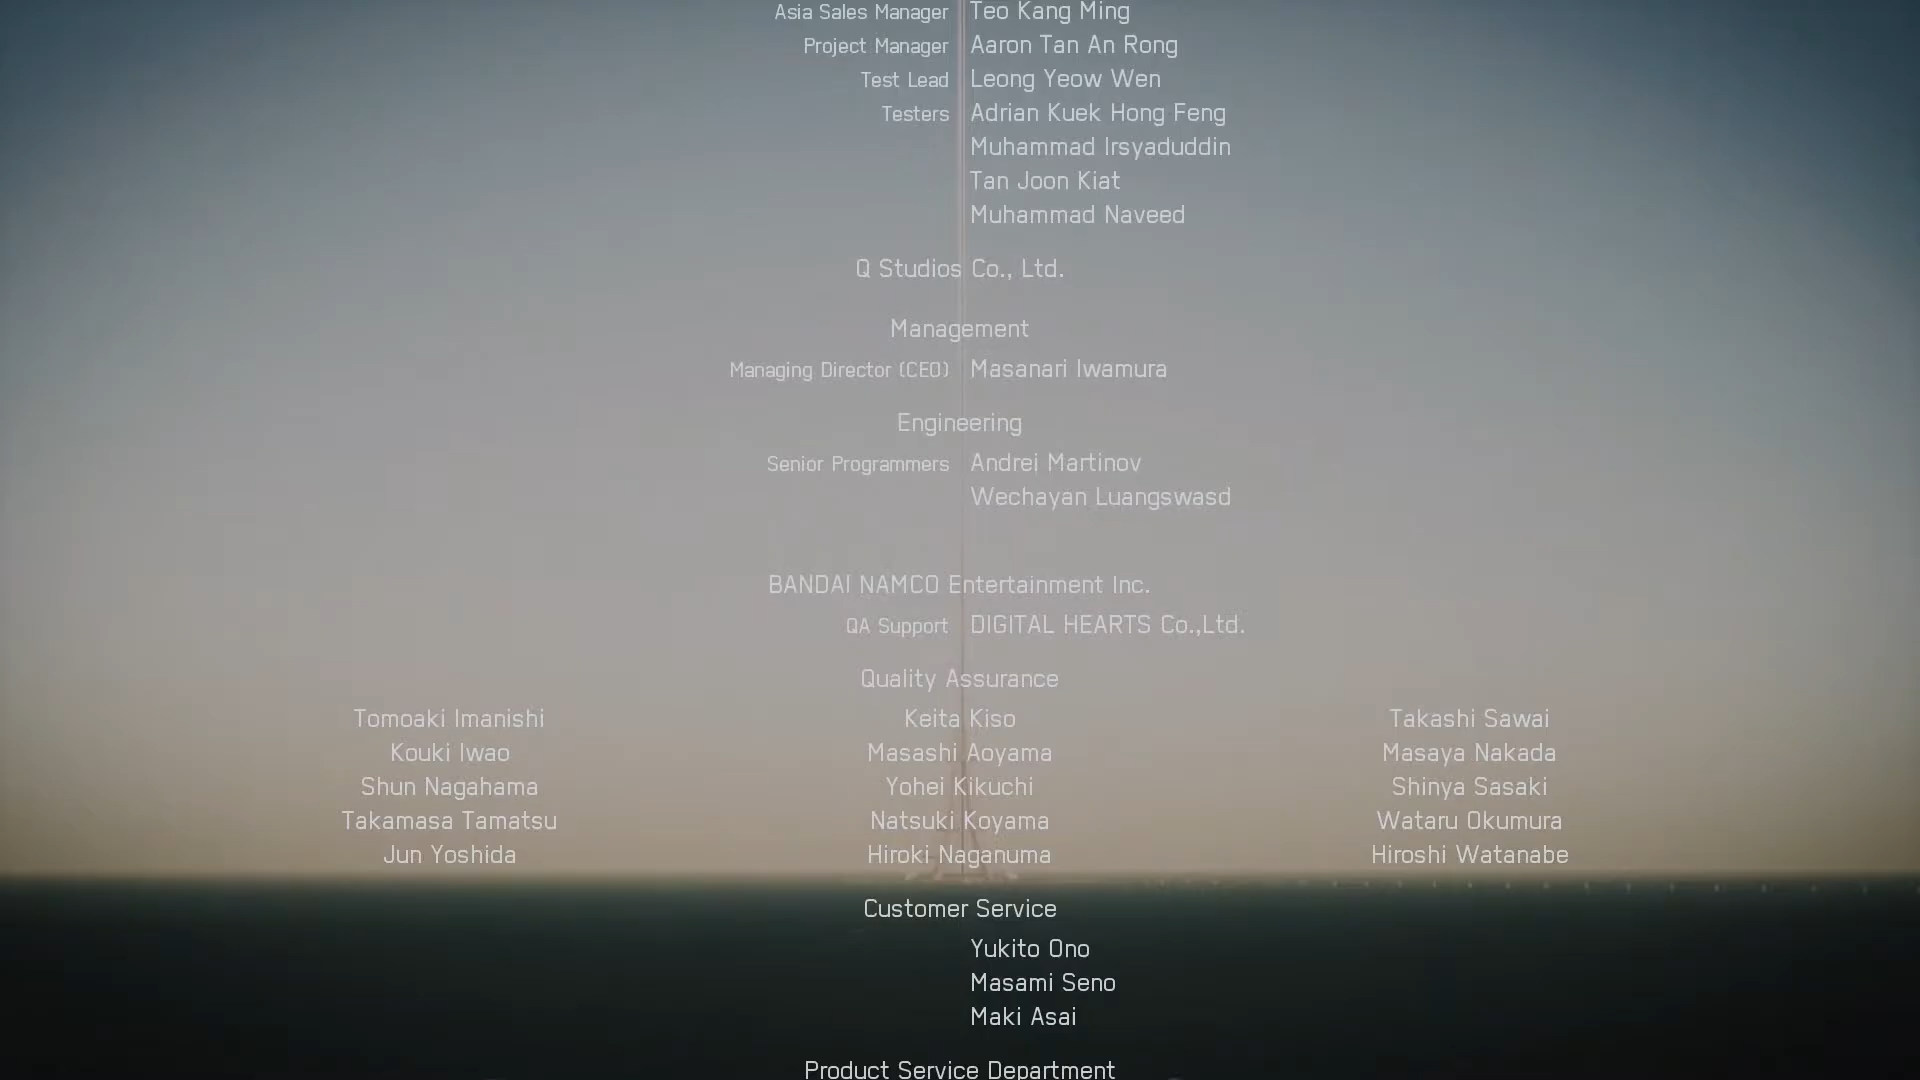 Asia Sales Manager Teo Kang Ming
Project Manager Aaron Tan An Rong
Test Lead Leong Yeow Wen
Testers Adrian Kuek Hong Feng
Muhammad Irsyaduddin
Tan Joon Kiat
Muhammad Naveed
Q Studios Co., Ltd.
Management
Managing Director (CEO) Masanari Iwamura
Engineering
Senior Programmers Andrei Martinov
Wechayan Luangswasd
BANDAI NAMCO Entertainment Inc.
QA Support DIGITAL HEARTS Co.,Ltd.
Quality Assurance
Tomoaki Imanishi Keita Kiso Takashi Sawai
Kouki Iwao Masashi Aoyama Masaya Nakada
Shun Nagahama Yohei Kikuchi Shinya Sasaki
Takamasa Tamatsu Natsuki Koyama Wataru Okumura
Jun Yoshida Hiroki Naganuma Hiroshi Watanabe
Customer Service
Yukito Ono
Masami Seno
Maki Asai
Product Service Department